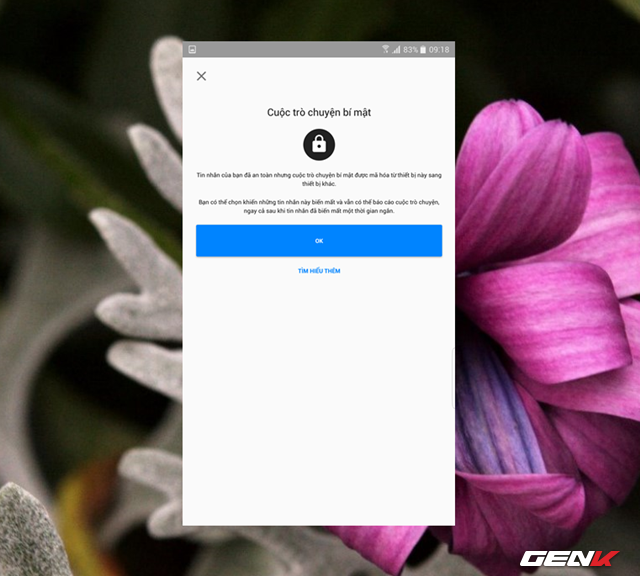 83% 09:18
Cuộc trò chuyện bí mật
Tin nhắn của bạn đã an toàn nhưng cuộc trò chuyện bí mật được mã hóa từ thiết bị này sang
thiết bị khác.
Bạn có thể chọn khiến những tin nhắn này biến mất và vẫn có thể báo cáo cuộc trò chuyện,
ngay cả sau khi tin nhắn đã biến mất một thời gian ngắn.
OK
TÌM HIỂU THÊM
GENK